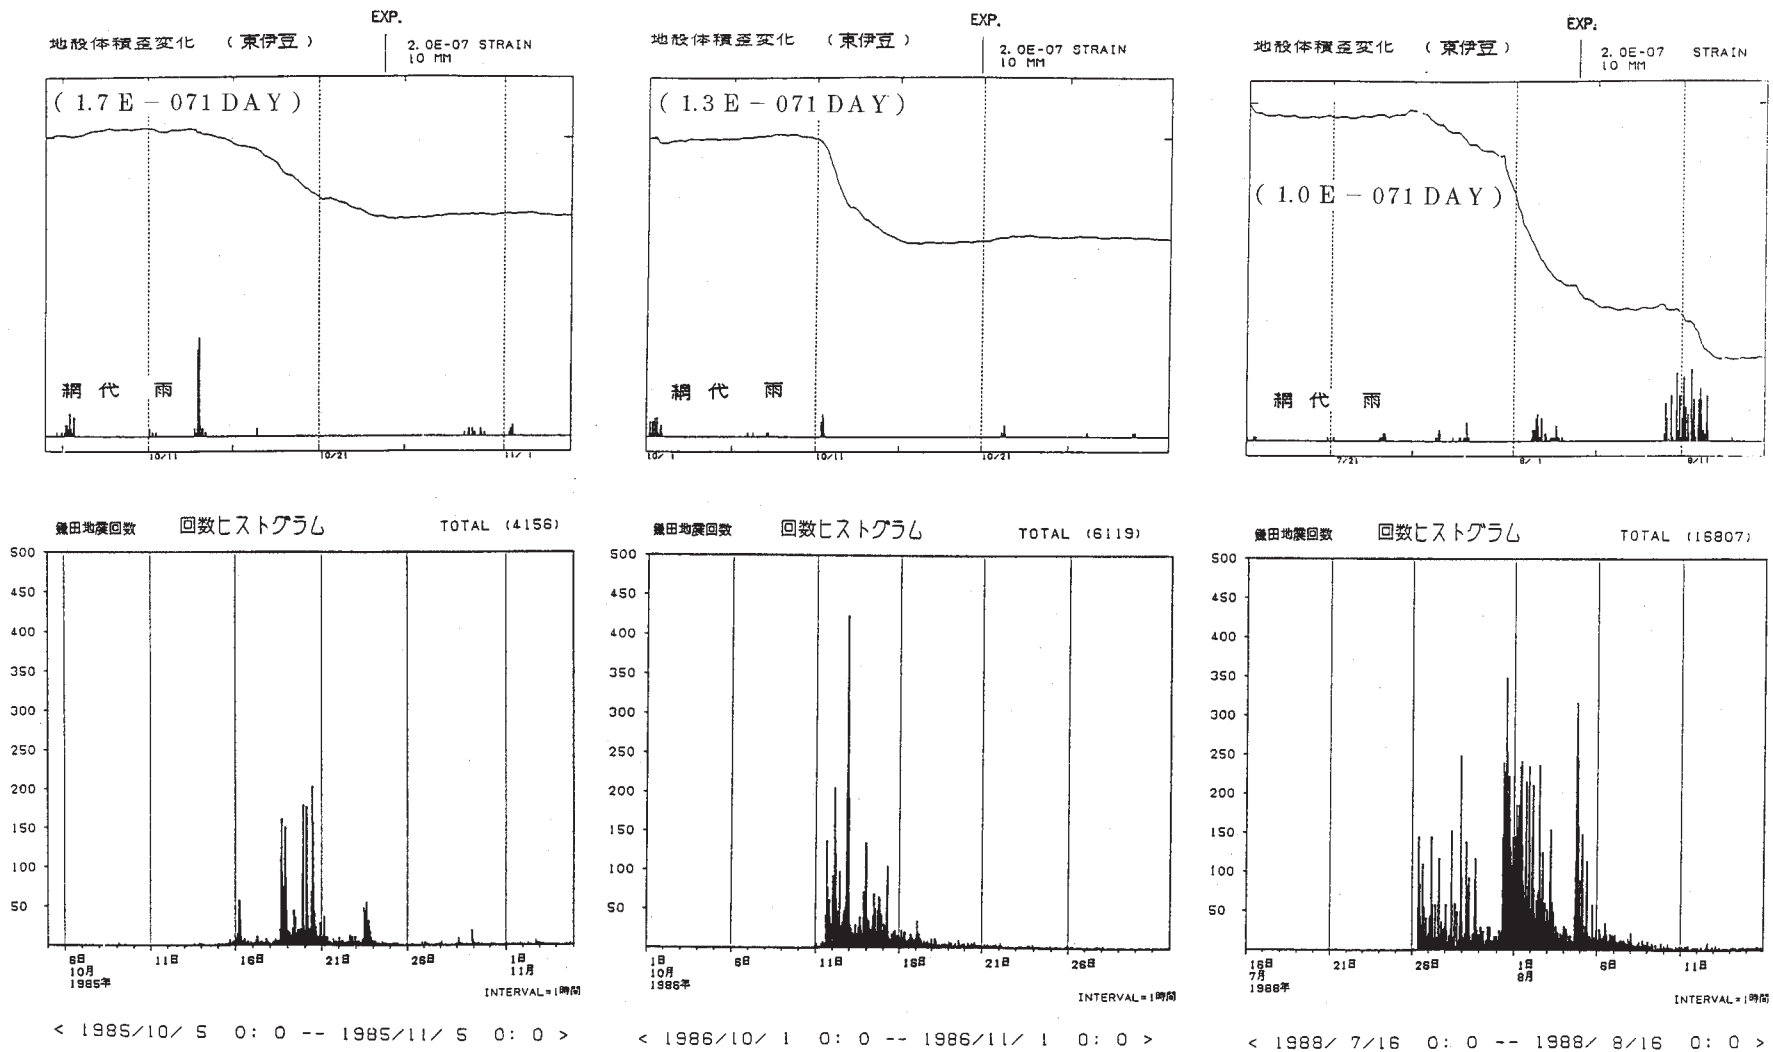 EXP.
地殻体積歪変化 (東伊豆)
2.0E-07 STRAIN
10 MM
(1.7 E − 071 DAY)
網代 雨
10/11
10/21
11/ 1
EXP.
地殻体積歪変化 (東伊豆)
2.0E-07 STRAIN
10 MM
(1.3 E − 071 DAY)
網代 雨
10/ 1
10/11
10/21
EXP.
地殻体積歪変化 (東伊豆)
2.0E-07 STRAIN
10 MM
(1.0 E − 071 DAY)
網代 雨
7/21
8/ 1
8/11
鎌田地震回数 回数ヒストグラム TOTAL (4156)
500
450
400
350
300
250
200
150
100
50
6日 11日 16日 21日 26日 1日
10月 11月
1985年
INTERVAL=1時間
< 1985/10/ 5 0: 0 -- 1985/11/ 5 0: 0 >
鎌田地震回数 回数ヒストグラム TOTAL (6119)
500
450
400
350
300
250
200
150
100
50
1日 6日 11日 16日 21日 26日
10月
1986年
INTERVAL=1時間
< 1986/10/ 1 0: 0 -- 1986/11/ 1 0: 0 >
鎌田地震回数 回数ヒストグラム TOTAL (16807)
500
450
400
350
300
250
200
150
100
50
16日 21日 26日 1日 6日 11日
7月 8月
1988年
INTERVAL=1時間
< 1988/ 7/16 0: 0 -- 1988/ 8/16 0: 0 >